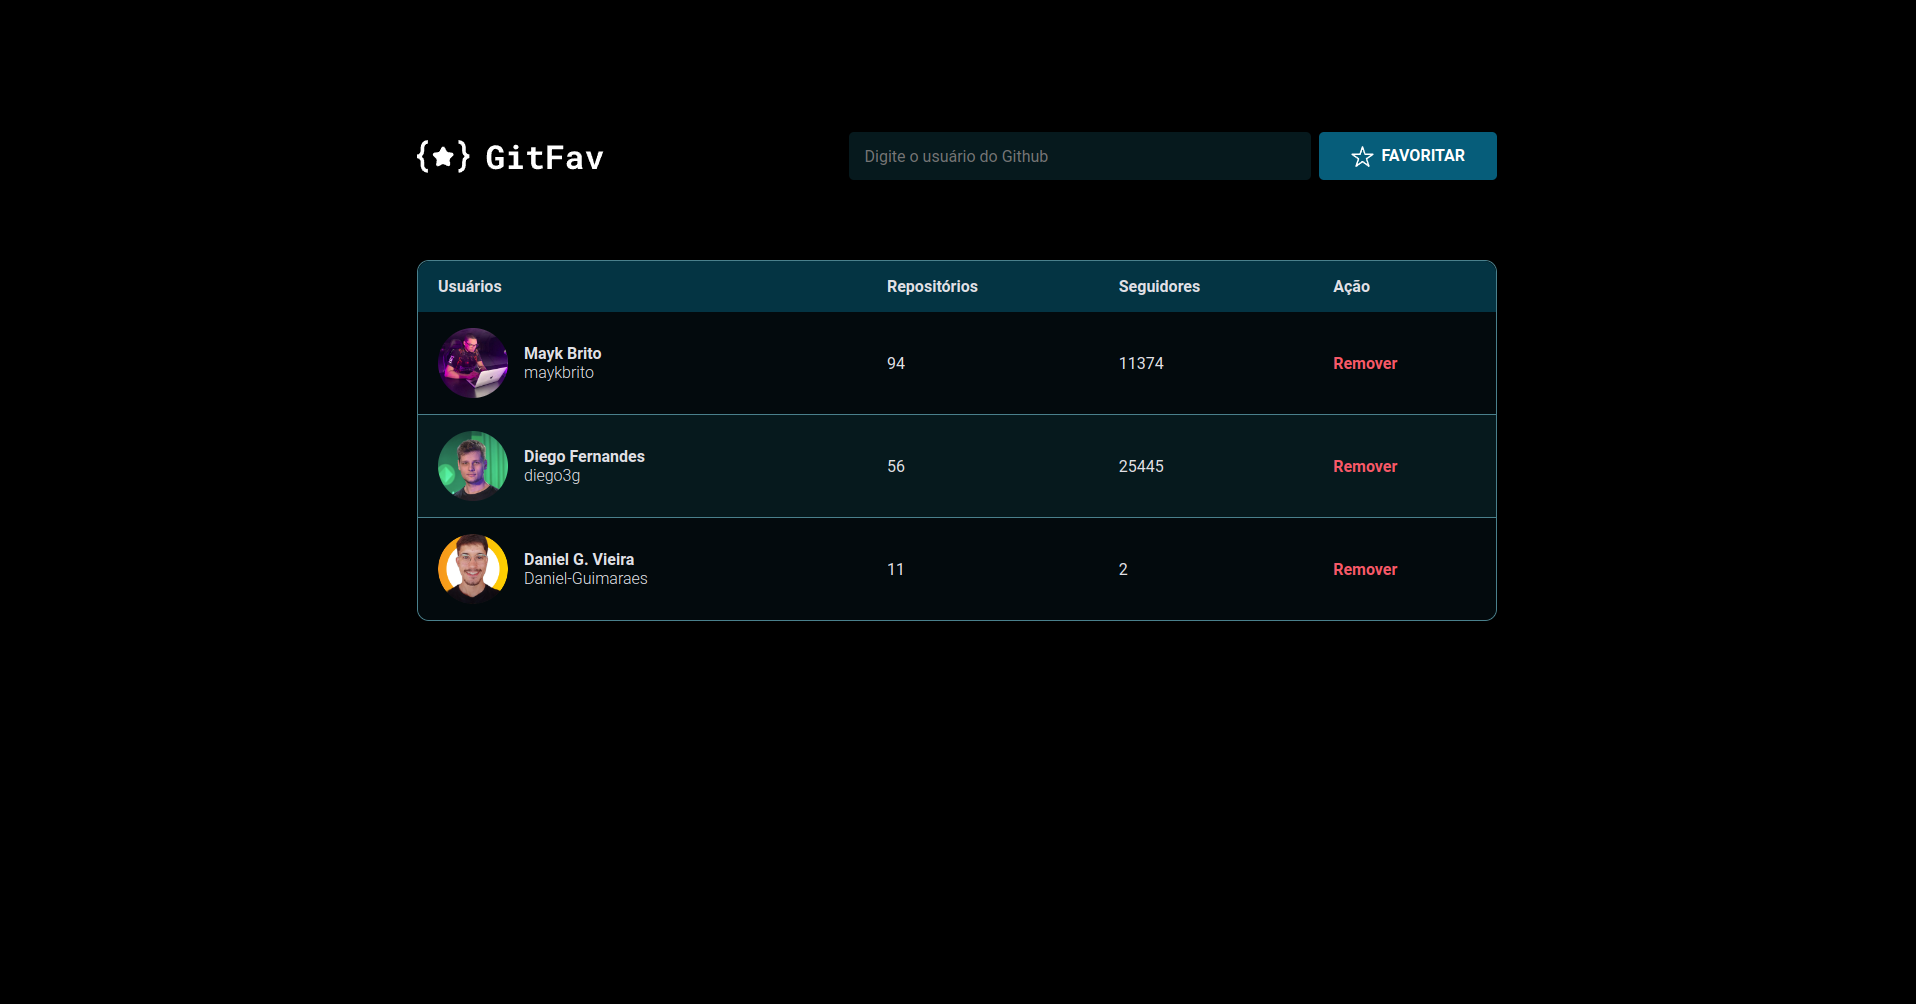 {★} GitFav
Digite o usuário do Github
FAVORITAR
Usuários Repositórios Seguidores Ação
Mayk Brito
maykbrito
94 11374 Remover
Diego Fernandes
diego3g
56 25445 Remover
Daniel G. Vieira
Daniel-Guimaraes
11 2 Remover